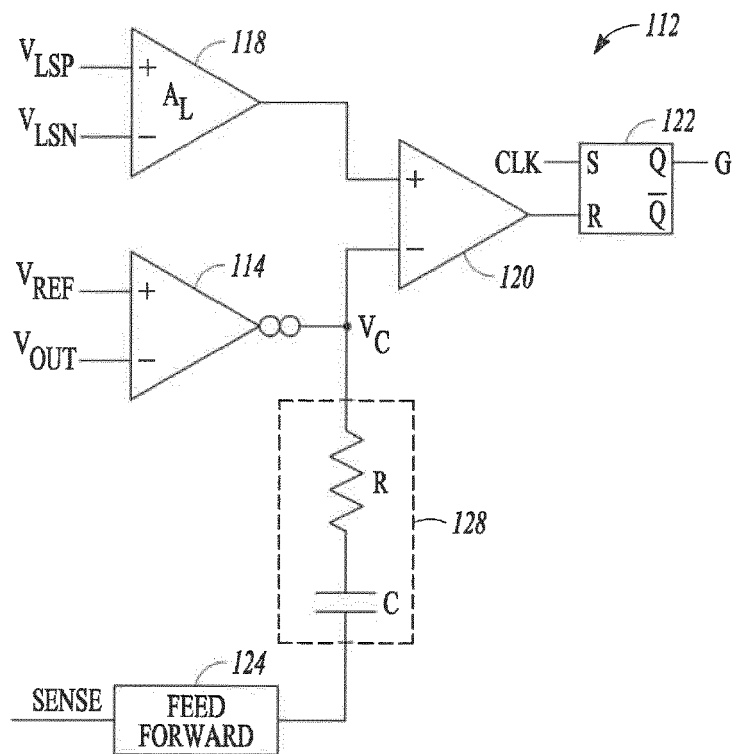 118
112
V_LSP
+
A_L
V_LSN
−
122
CLK
S Q
G
R Q̅
+
−
120
114
V_REF
+
V_OUT
−
V_C
R
128
C
124
SENSE
FEED
FORWARD